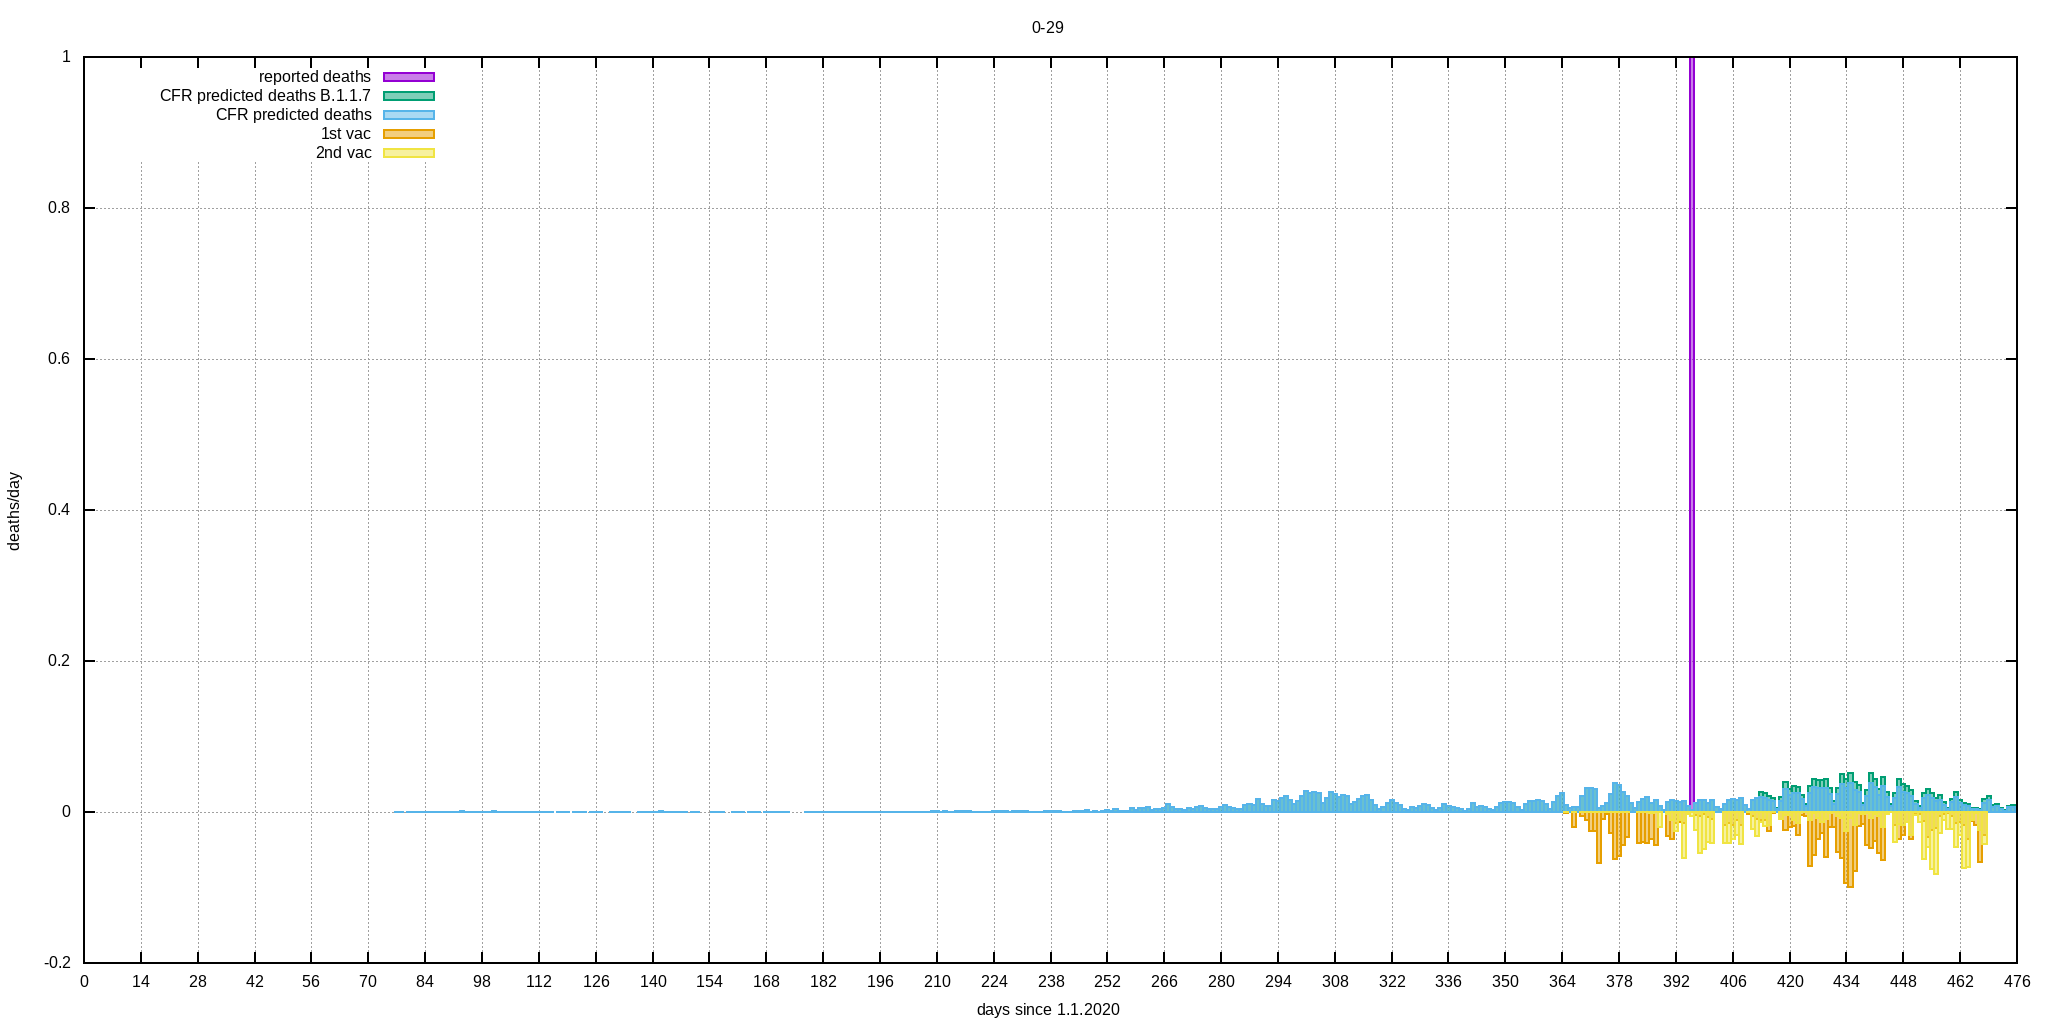 0-29
1
reported deaths
CFR predicted deaths B.1.1.7
CFR predicted deaths
1st vac
2nd vac
0.8
0.6
0.4
0.2
0
-0.2
deaths/day
0 14 28 42 56 70 84 98 112 126 140 154 168 182 196 210 224 238 252 266 280 294 308 322 336 350 364 378 392 406 420 434 448 462 476
days since 1.1.2020